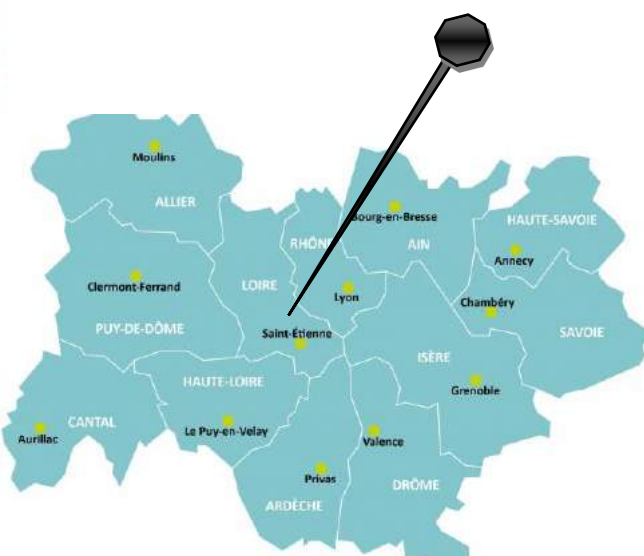 Moulins
ALLIER
HAUTE-SAVOIE
Bourg-en-Bresse
RHÔNE
AIN
Annecy
Clermont-Ferrand
LOIRE
Lyon
Chambéry
PUY-DE-DÔME
Saint-Étienne
SAVOIE
ISÈRE
HAUTE-LOIRE
Grenoble
CANTAL
Le Puy-en-Velay
Aurillac
Valence
Privas
DRÔME
ARDÈCHE